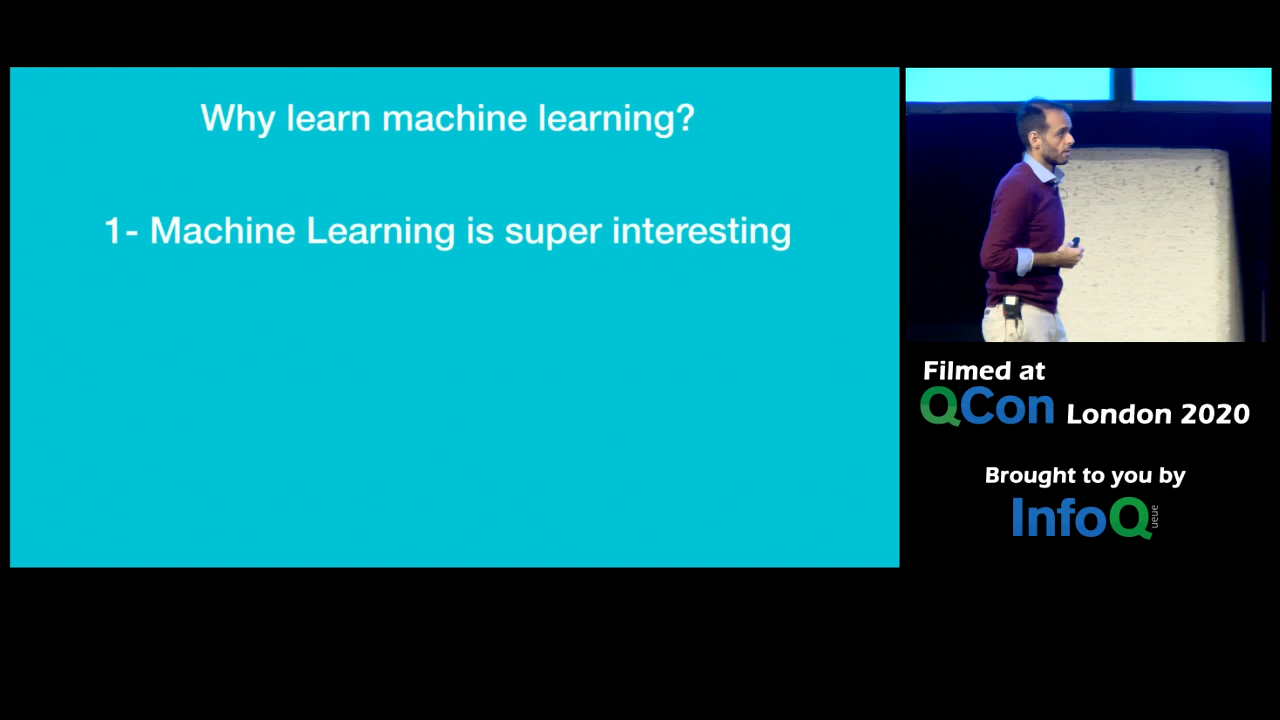 Why learn machine learning?
1- Machine Learning is super interesting
Filmed at
QCon London 2020
Brought to you by
InfoQ
ueue